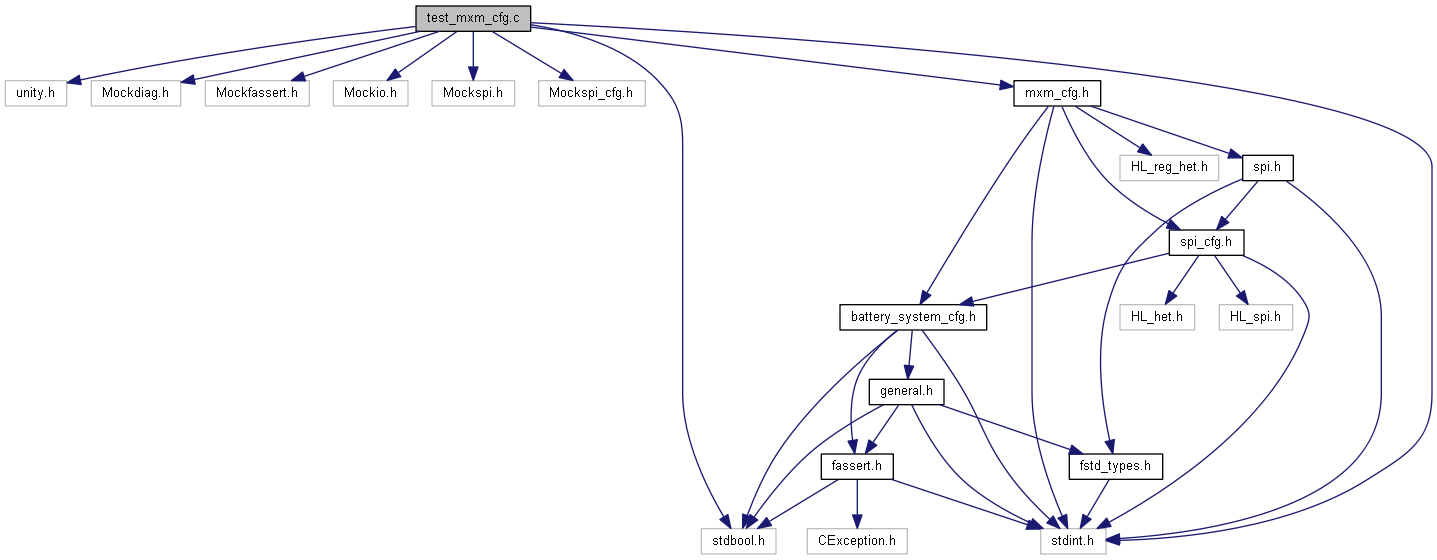 test_mxm_cfg.c
unity.h
Mockdiag.h
Mockfassert.h
Mockio.h
Mockspi.h
Mockspi_cfg.h
mxm_cfg.h
HL_reg_het.h
spi.h
spi_cfg.h
battery_system_cfg.h
HL_het.h
HL_spi.h
general.h
fassert.h
fstd_types.h
stdbool.h
CException.h
stdint.h